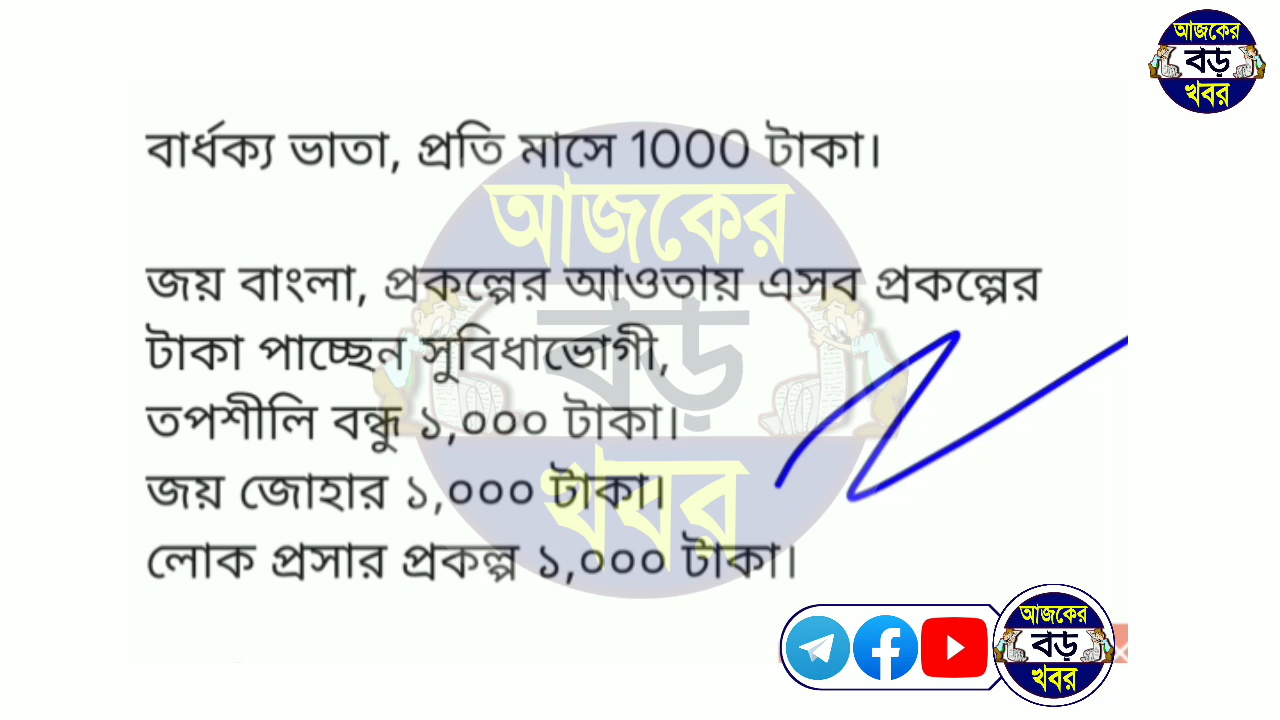 আজকের
বড়
খবর
বার্ধক্য ভাতা, প্রতি মাসে 1000 টাকা।
জয় বাংলা, প্রকল্পের আওতায় এসব প্রকল্পের
টাকা পাচ্ছেন সুবিধাভোগী,
তপশীলি বন্ধু ১,০০০ টাকা।
জয় জোহার ১,০০০ টাকা।
লোক প্রসার প্রকল্প ১,০০০ টাকা।
আজকের
বড়
খবর
আজকের
বড়
খবর